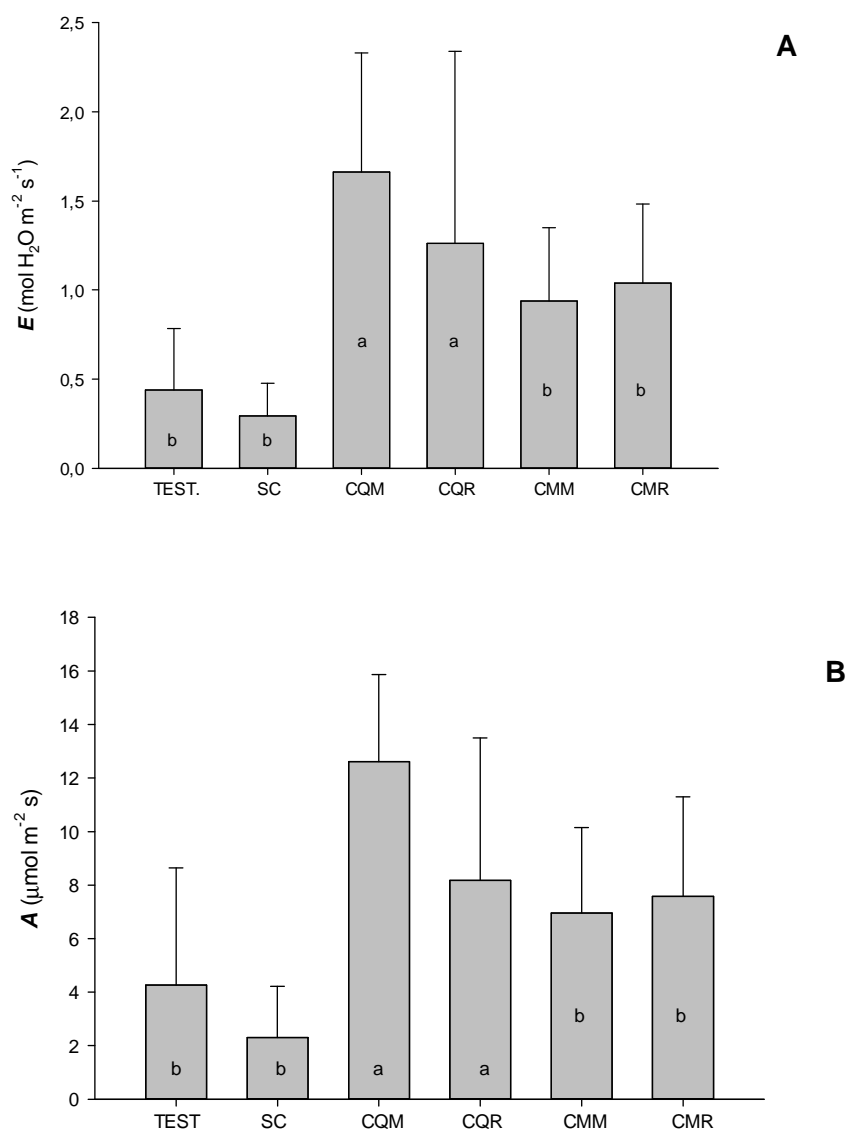 A
2,5
2,0
1,5
1,0
0,5
0,0
E (mol H₂O m⁻² s⁻¹)
a a
b b
b b
TEST. SC CQM CQR CMM CMR
B
18
16
14
12
10
8
6
4
2
0
A (µmol m⁻² s)
b b
b b a a
TEST SC CQM CQR CMM CMR